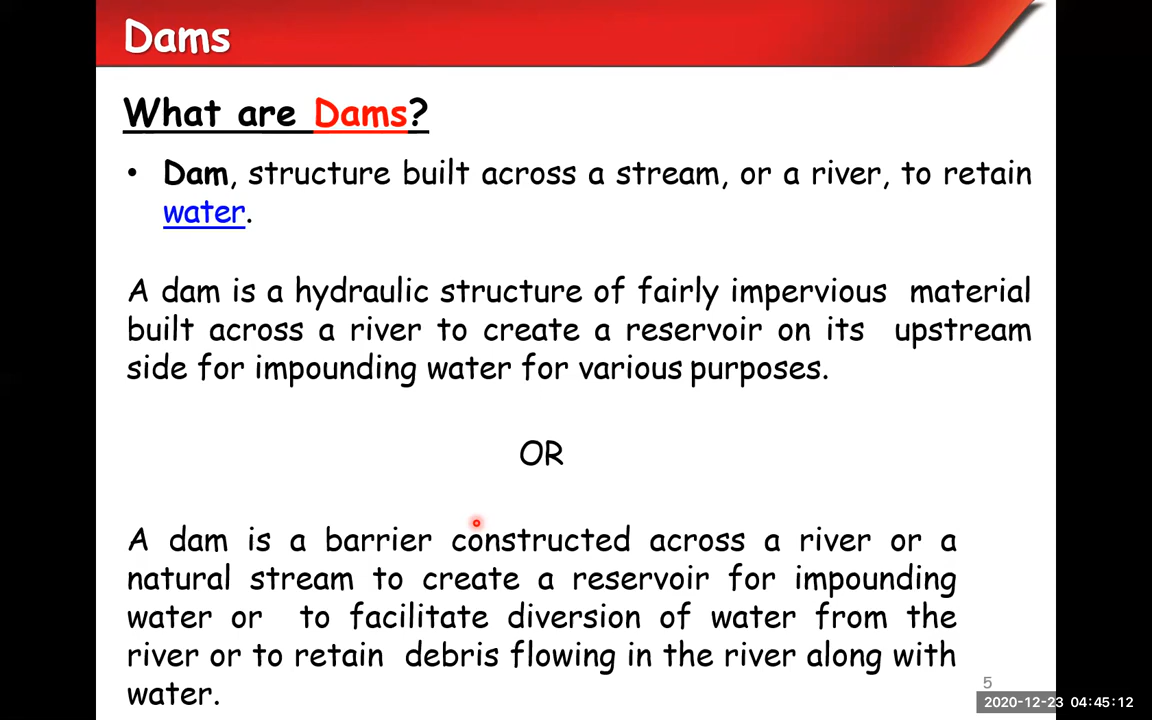 Dams
What are Dams?
• Dam, structure built across a stream, or a river, to retain
water.
A dam is a hydraulic structure of fairly impervious material
built across a river to create a reservoir on its upstream
side for impounding water for various purposes.
OR
A dam is a barrier constructed across a river or a
natural stream to create a reservoir for impounding
water or to facilitate diversion of water from the
river or to retain debris flowing in the river along with
water.
5
2020-12-23 04:45:12